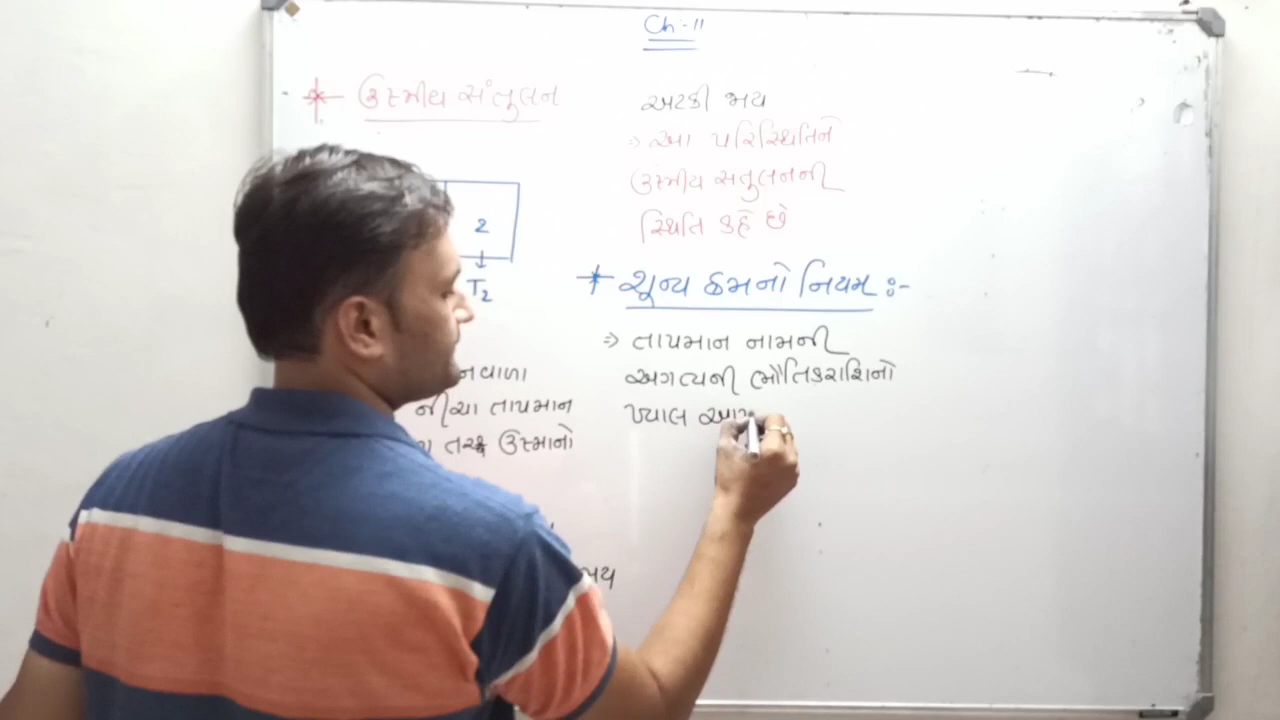 Ch-11
* ઉષ્મીય સંતુલન
2
T2
નવાળા
નીચા તાપમાન
તરફ ઉષ્માનો
અટકી જાય
⇒ આ પરિસ્થિતિને
ઉષ્મીય સંતુલનની
સ્થિતિ કહે છે
* શૂન્ય ક્રમનો નિયમ :-
⇒ તાપમાન નામની
અગત્યની ભૌતિકરાશિનો
ખ્યાલ આપ